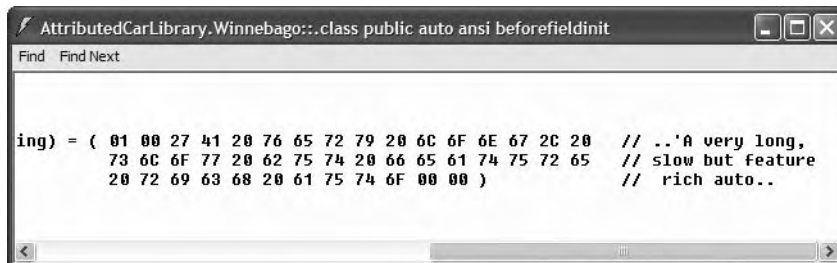 AttributedCarLibrary.Winnebago::.class public auto ansi beforefieldinit
Find Find Next
ing) = ( 01 00 27 41 20 76 65 72 79 20 6C 6F 6E 67 2C 20 // ..'A very long,
73 6C 6F 77 20 62 75 74 20 66 65 61 74 75 72 65 // slow but feature
20 72 69 63 68 20 61 75 74 6F 00 00 ) // rich auto..